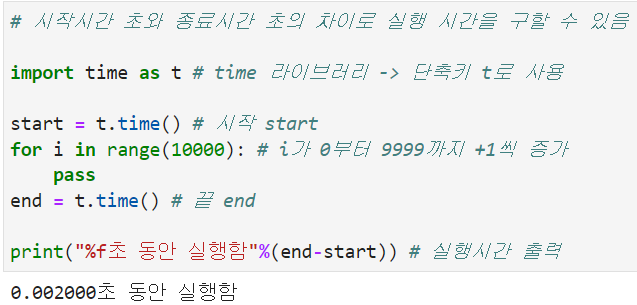 # 시작시간 초와 종료시간 초의 차이로 실행 시간을 구할 수 있음
import time as t # time 라이브러리 -> 단축키 t로 사용
start = t.time() # 시작 start
for i in range(10000): # i가 0부터 9999까지 +1씩 증가
    pass
end = t.time() # 끝 end
print("%f초 동안 실행함"%(end-start)) # 실행시간 출력
0.002000초 동안 실행함